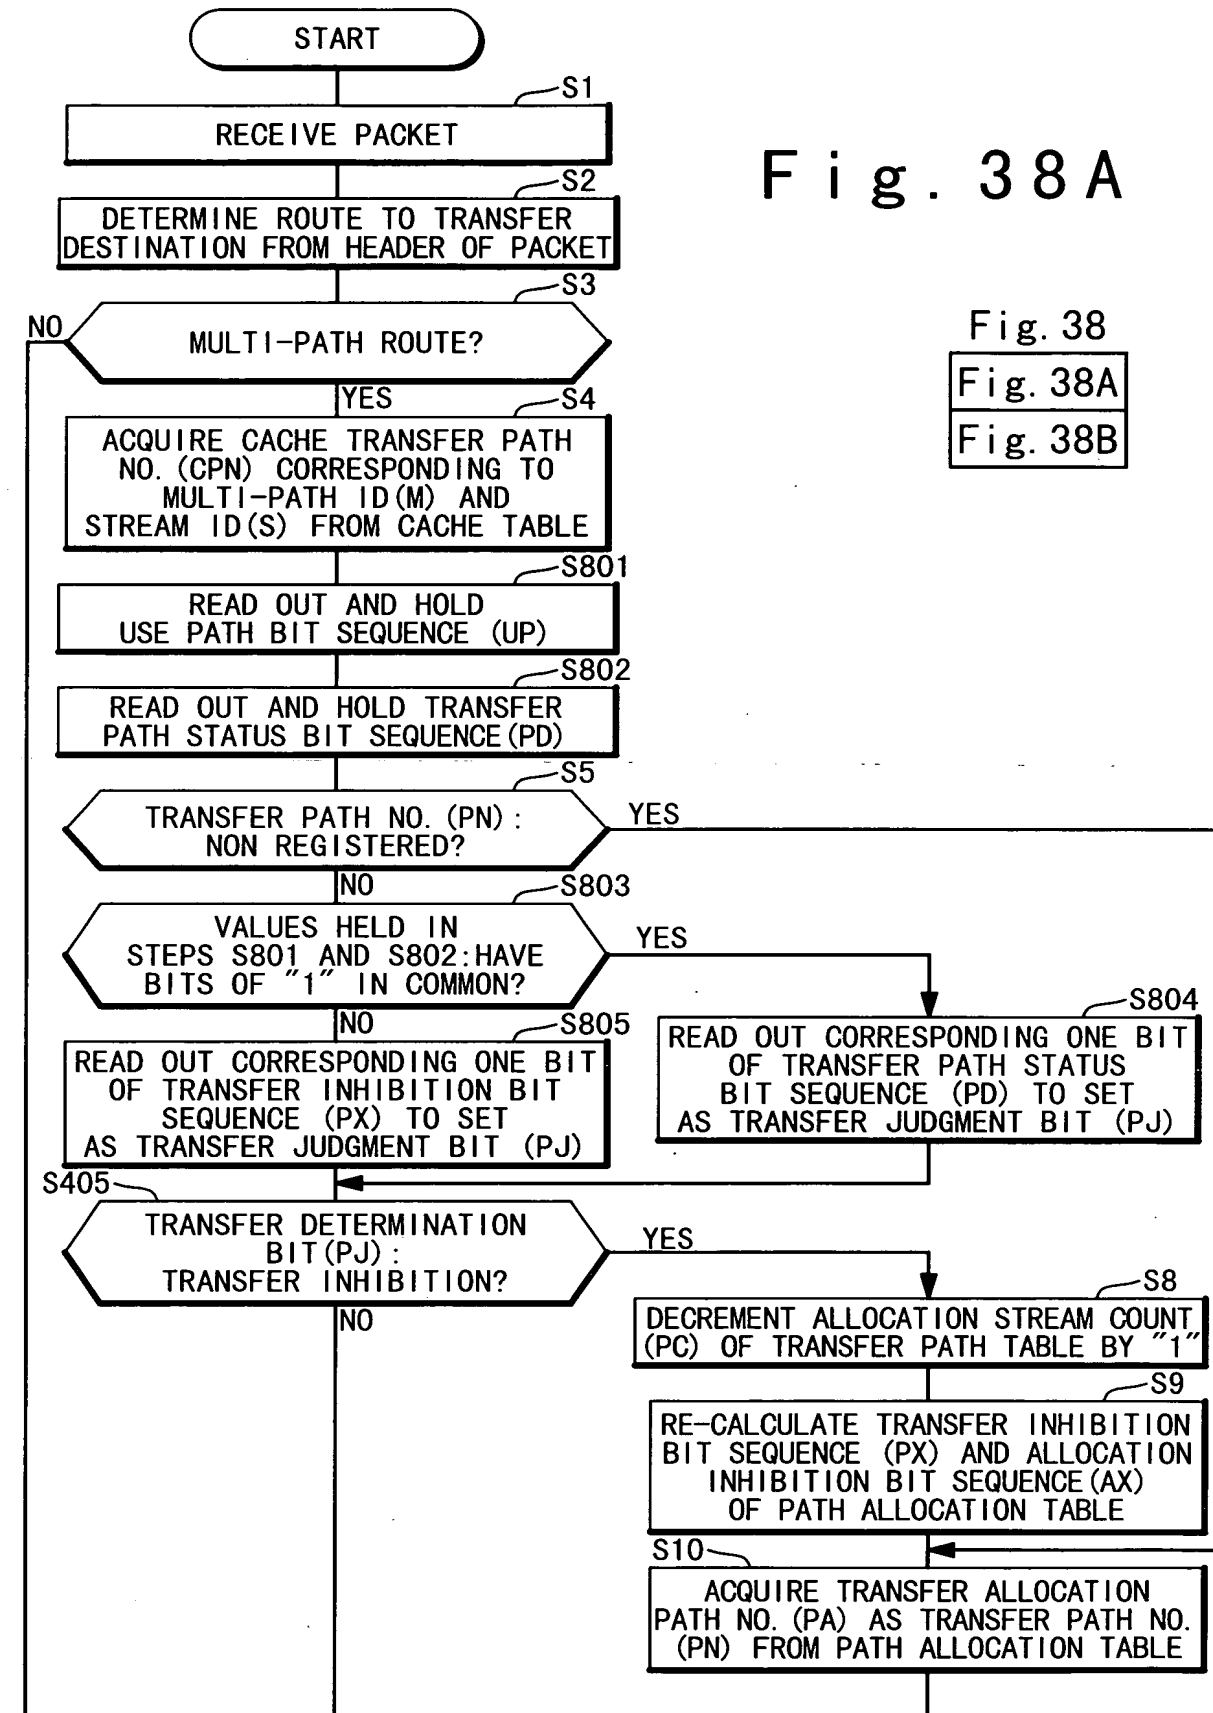 START
S1
RECEIVE PACKET
Fig. 38A
S2
DETERMINE ROUTE TO TRANSFER
DESTINATION FROM HEADER OF PACKET
S3
NO
MULTI-PATH ROUTE?
Fig. 38
Fig. 38A
Fig. 38B
YES
S4
ACQUIRE CACHE TRANSFER PATH
NO. (CPN) CORRESPONDING TO
MULTI-PATH ID(M) AND
STREAM ID(S) FROM CACHE TABLE
S801
READ OUT AND HOLD
USE PATH BIT SEQUENCE (UP)
S802
READ OUT AND HOLD TRANSFER
PATH STATUS BIT SEQUENCE(PD)
S5
TRANSFER PATH NO. (PN) :
NON REGISTERED?
YES
NO
S803
VALUES HELD IN
STEPS S801 AND S802:HAVE
BITS OF "1" IN COMMON?
YES
NO
S805
READ OUT CORRESPONDING ONE BIT
OF TRANSFER INHIBITION BIT
SEQUENCE (PX) TO SET
AS TRANSFER JUDGMENT BIT (PJ)
S804
READ OUT CORRESPONDING ONE BIT
OF TRANSFER PATH STATUS
BIT SEQUENCE (PD) TO SET
AS TRANSFER JUDGMENT BIT (PJ)
S405
TRANSFER DETERMINATION
BIT(PJ) :
TRANSFER INHIBITION?
YES
NO
S8
DECREMENT ALLOCATION STREAM COUNT
(PC) OF TRANSFER PATH TABLE BY "1"
S9
RE-CALCULATE TRANSFER INHIBITION
BIT SEQUENCE (PX) AND ALLOCATION
INHIBITION BIT SEQUENCE(AX)
OF PATH ALLOCATION TABLE
S10
ACQUIRE TRANSFER ALLOCATION
PATH NO. (PA) AS TRANSFER PATH NO.
(PN) FROM PATH ALLOCATION TABLE